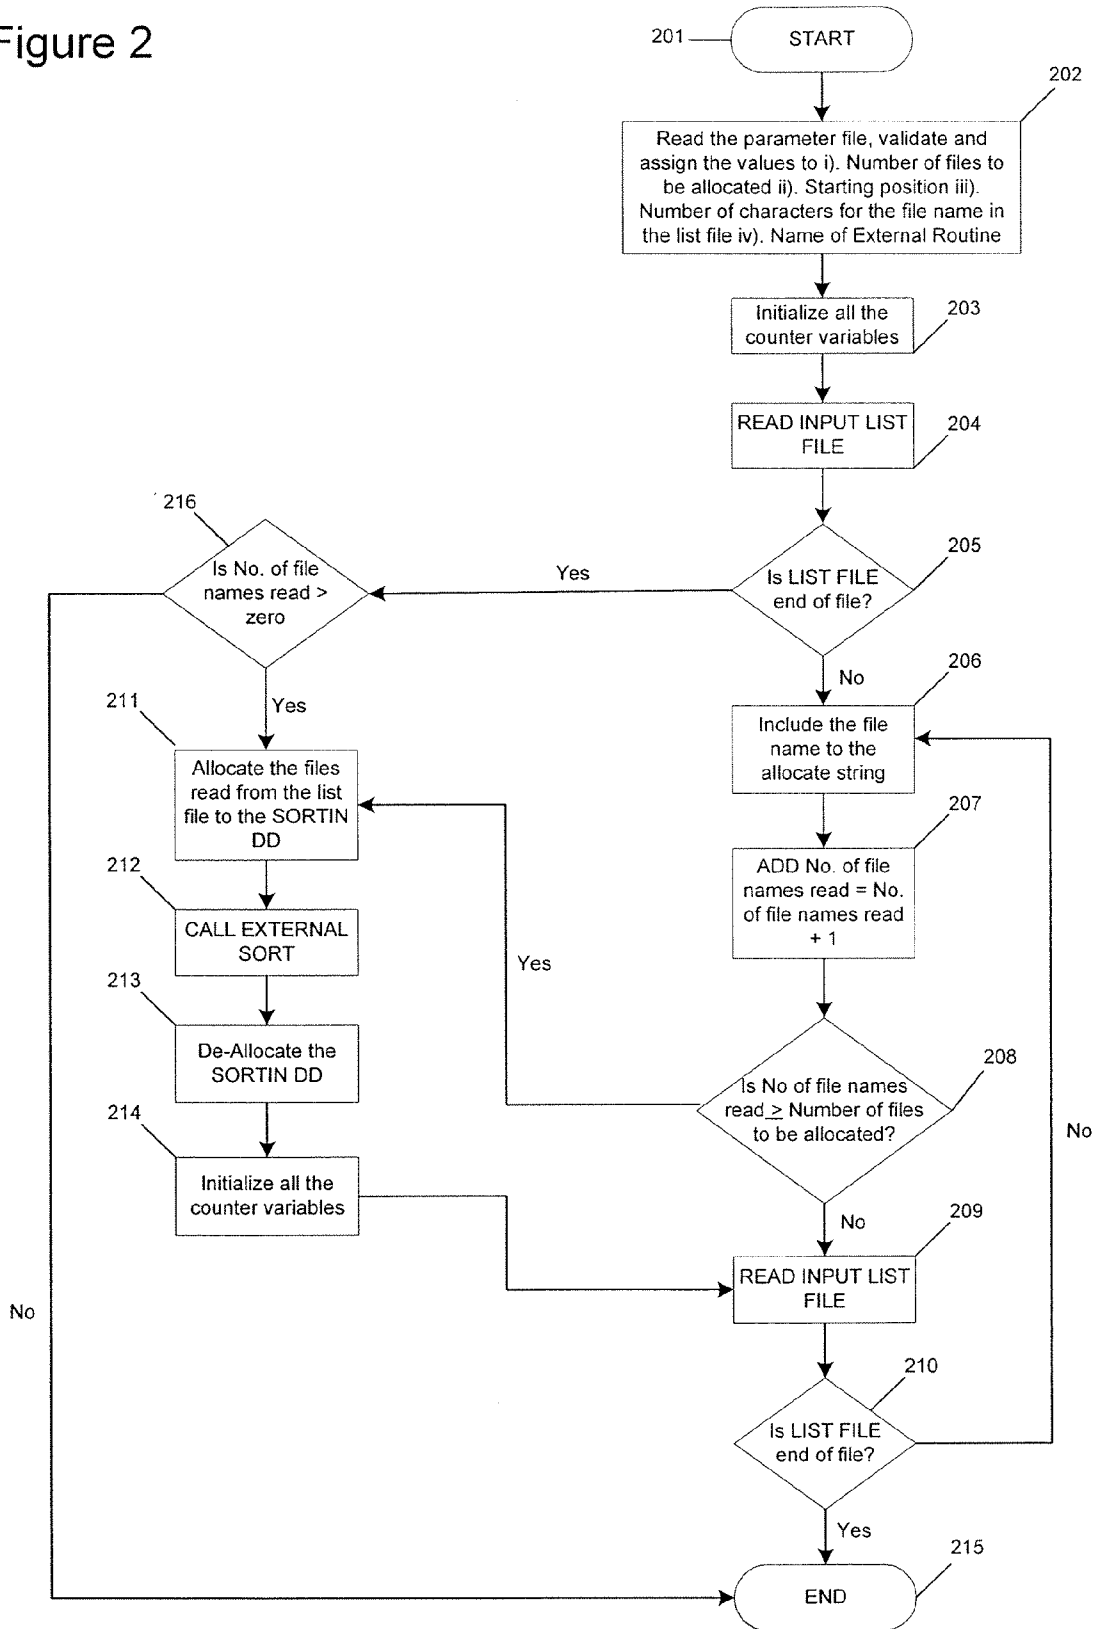 Figure 2
201
START
202
Read the parameter file, validate and
assign the values to i). Number of files to
be allocated ii). Starting position iii).
Number of characters for the file name in
the list file iv). Name of External Routine
203
Initialize all the
counter variables
204
READ INPUT LIST
FILE
205
Is LIST FILE
end of file?
Yes
216
Is No. of file
names read >
zero
No
206
Include the file
name to the
allocate string
Yes
211
Allocate the files
read from the list
file to the SORTIN
DD
207
ADD No. of file
names read = No.
of file names read
+ 1
212
CALL EXTERNAL
SORT
Yes
213
De-Allocate the
SORTIN DD
208
Is No of file names
read ≥ Number of files
to be allocated?
No
214
Initialize all the
counter variables
No
209
READ INPUT LIST
FILE
No
210
Is LIST FILE
end of file?
Yes
215
END